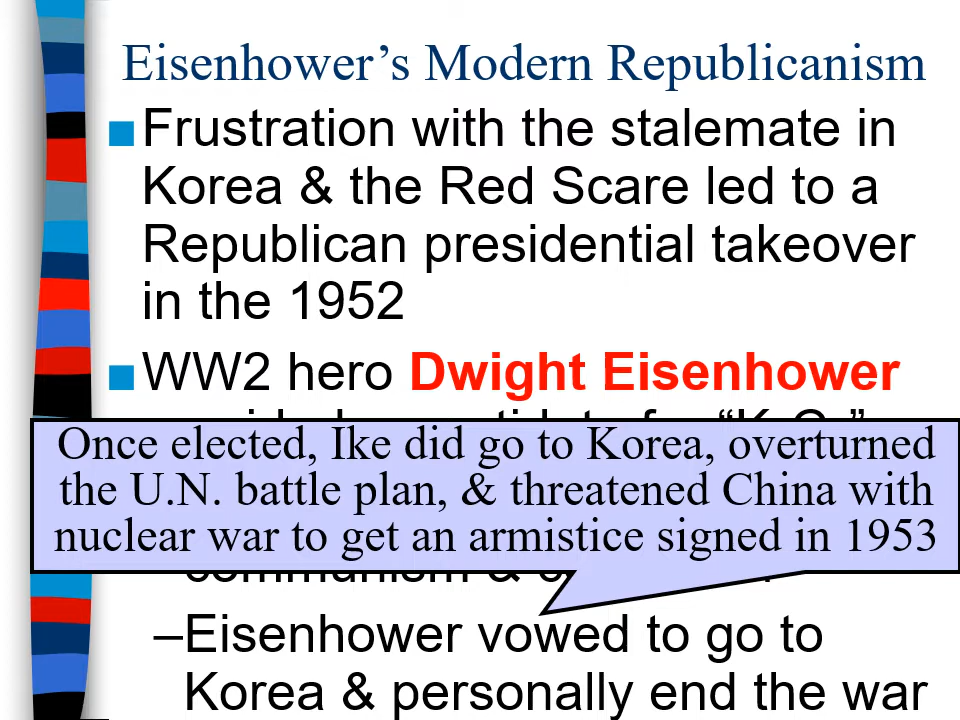 Eisenhower’s Modern Republicanism
Frustration with the stalemate in
Korea & the Red Scare led to a
Republican presidential takeover
in the 1952
WW2 hero Dwight Eisenhower
Once elected, Ike did go to Korea, overturned
the U.N. battle plan, & threatened China with
nuclear war to get an armistice signed in 1953
communism &
–Eisenhower vowed to go to
Korea & personally end the war